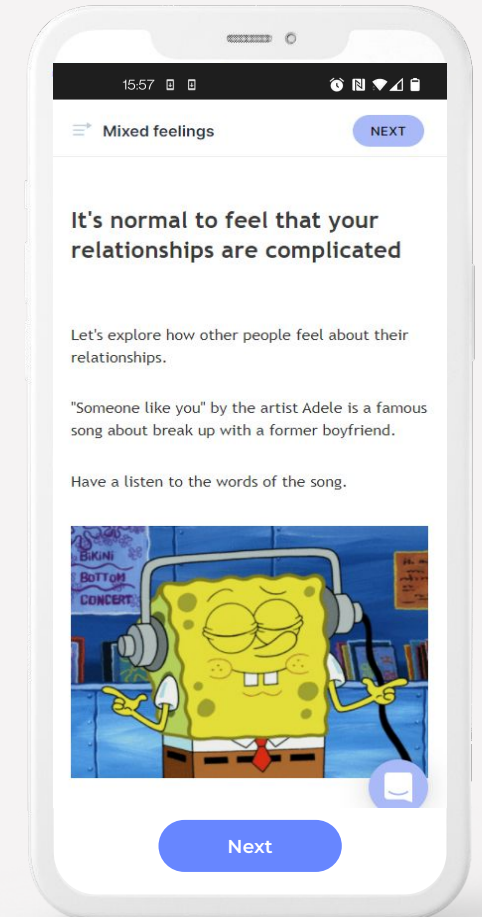 15:57
Mixed feelings
NEXT
It's normal to feel that your
relationships are complicated
Let's explore how other people feel about their
relationships.
"Someone like you" by the artist Adele is a famous
song about break up with a former boyfriend.
Have a listen to the words of the song.
BIKINI
BOTTOM
CONCERT
Next